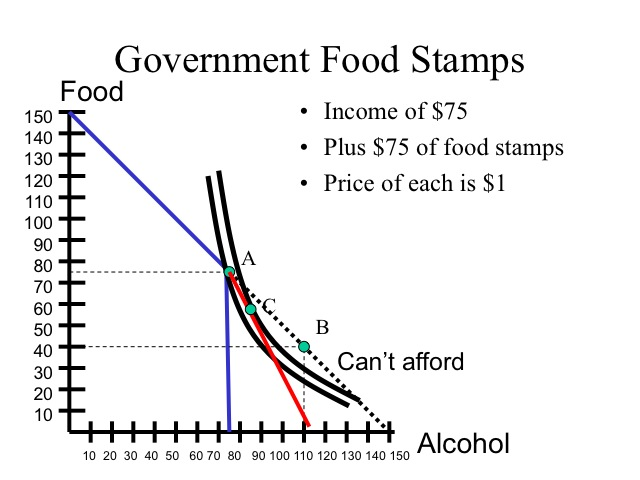 Government Food Stamps
Food
• Income of $75
• Plus $75 of food stamps
• Price of each is $1
150
140
130
120
110
100
90
80
70
60
50
40
30
20
10
A
C
B
Can't afford
10 20 30 40 50 60 70 80 90 100 110 120 130 140 150
Alcohol